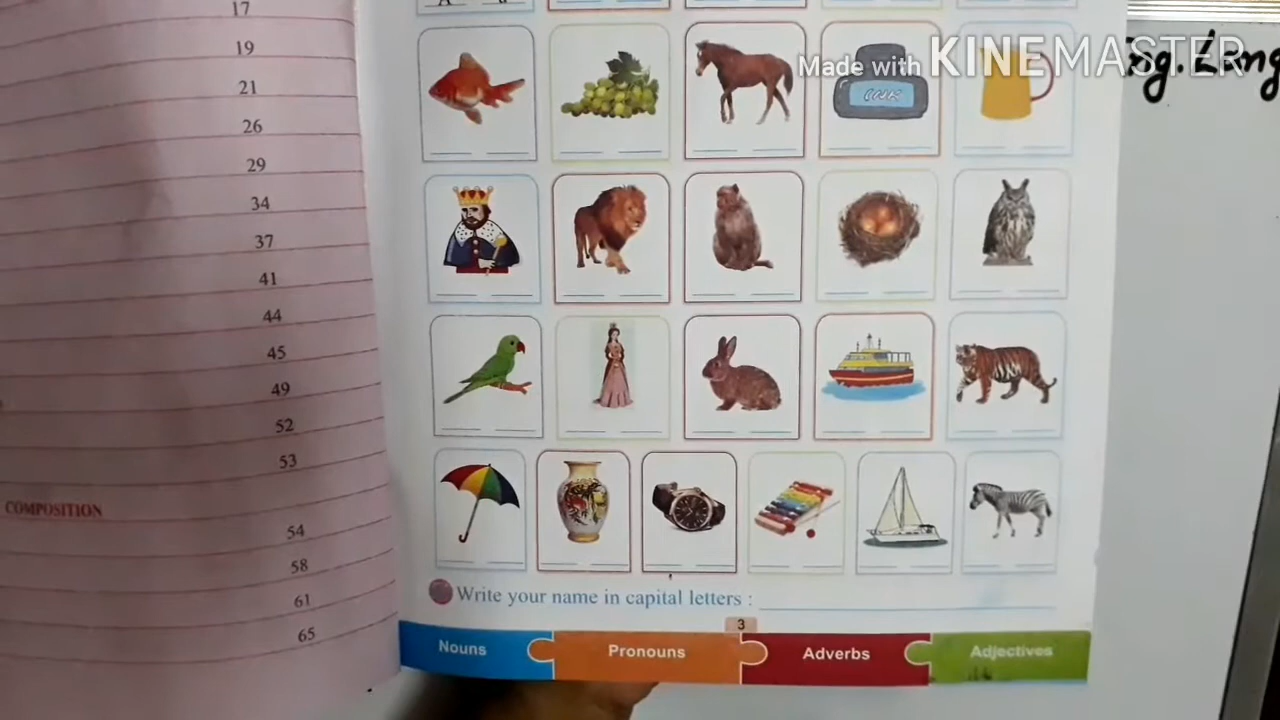 17
19
21
26
29
34
37
41
44
45
49
52
53
COMPOSITION
54
58
61
65
Made with KINEMASTER
Write your name in capital letters :
3
Nouns
Pronouns
Adverbs
Adjectives